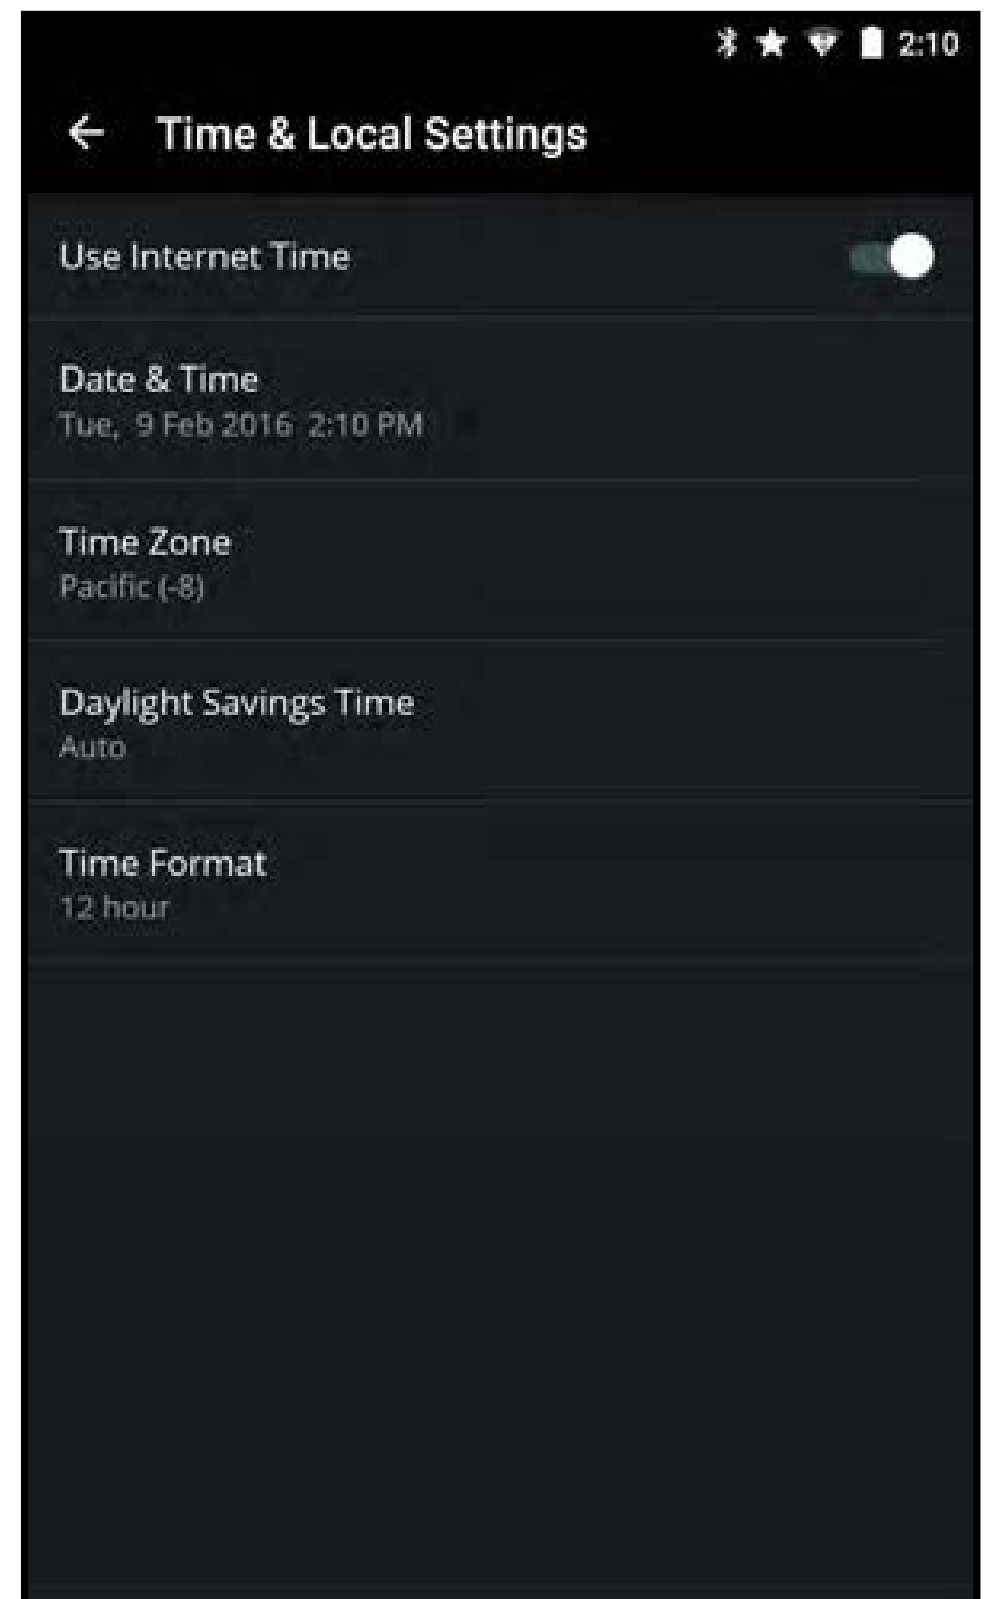 2:10
Time & Local Settings
Use Internet Time
Date & Time
Tue, 9 Feb 2016 2:10 PM
Time Zone
Pacific (-8)
Daylight Savings Time
Auto
Time Format
12 hour